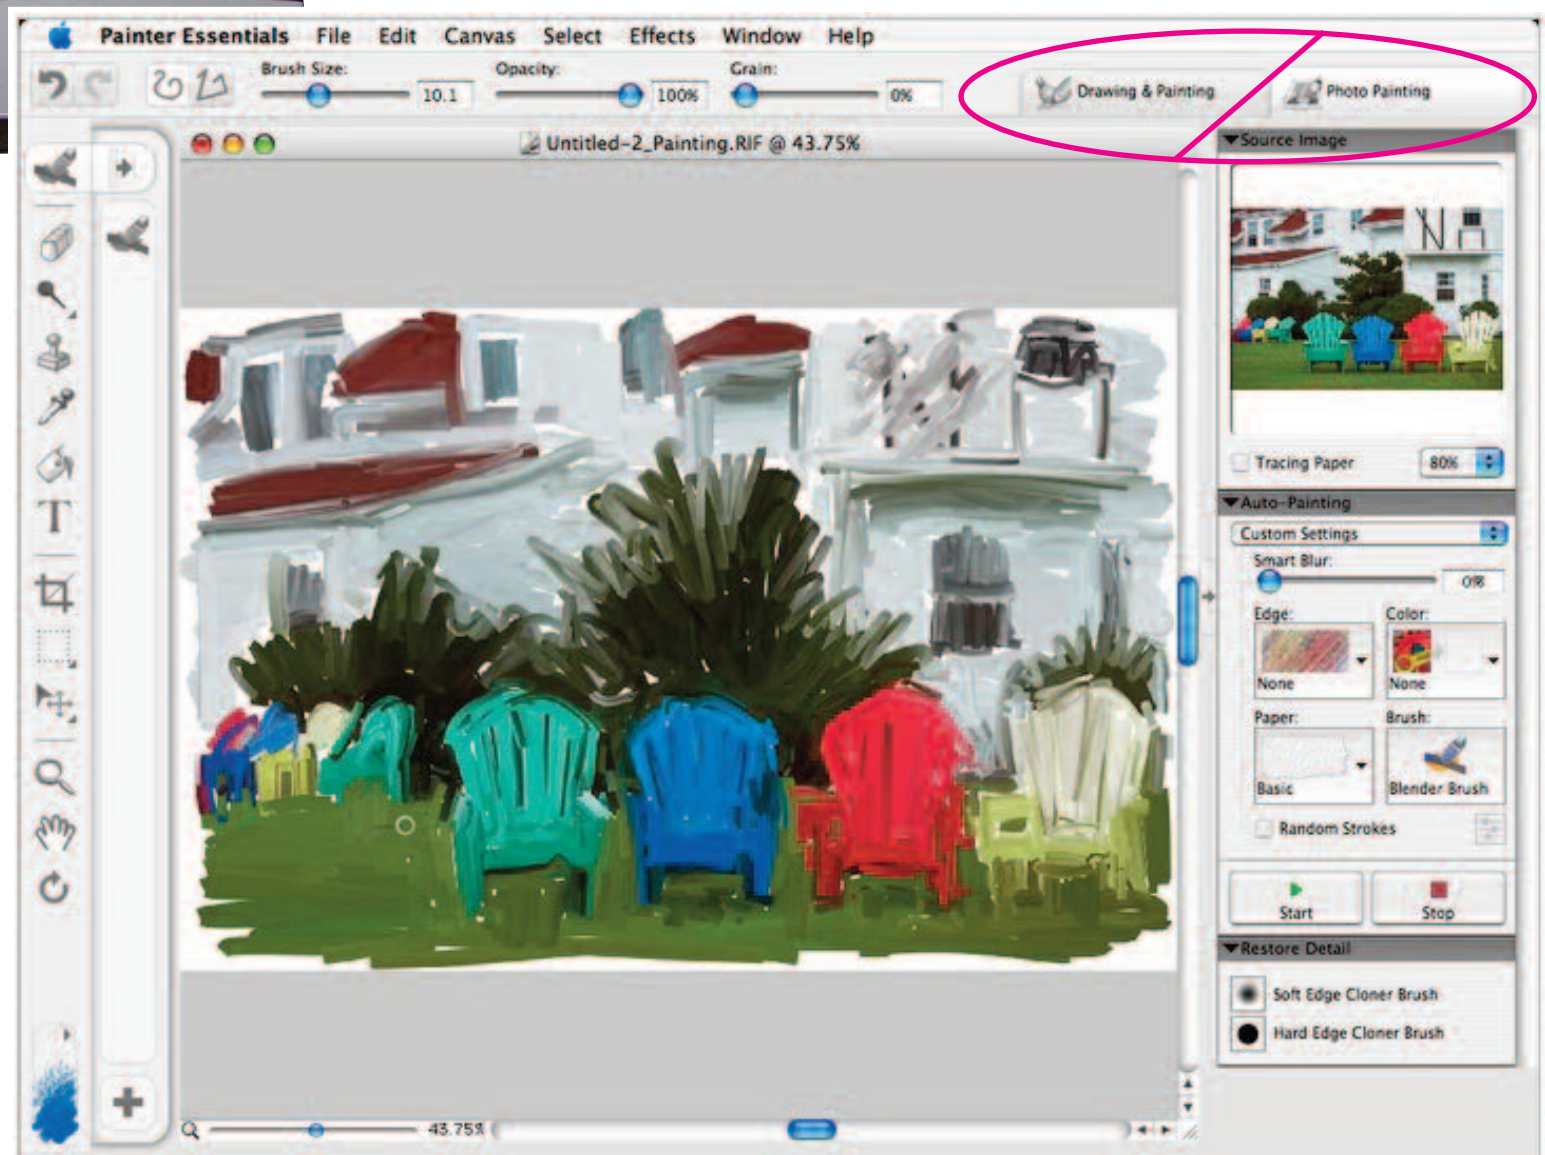 Painter Essentials File Edit Canvas Select Effects Window Help
Brush Size:
10.1
Opacity:
100%
Grain:
0%
Drawing & Painting
Photo Painting
Untitled-2_Painting.RIF @ 43.75%
Source Image
Tracing Paper
80%
Auto-Painting
Custom Settings
Smart Blur:
0%
Edge:
None
Color:
None
Paper:
Basic
Brush:
Blender Brush
Random Strokes
Start
Stop
Restore Detail
Soft Edge Cloner Brush
Hard Edge Cloner Brush
T
43.75%